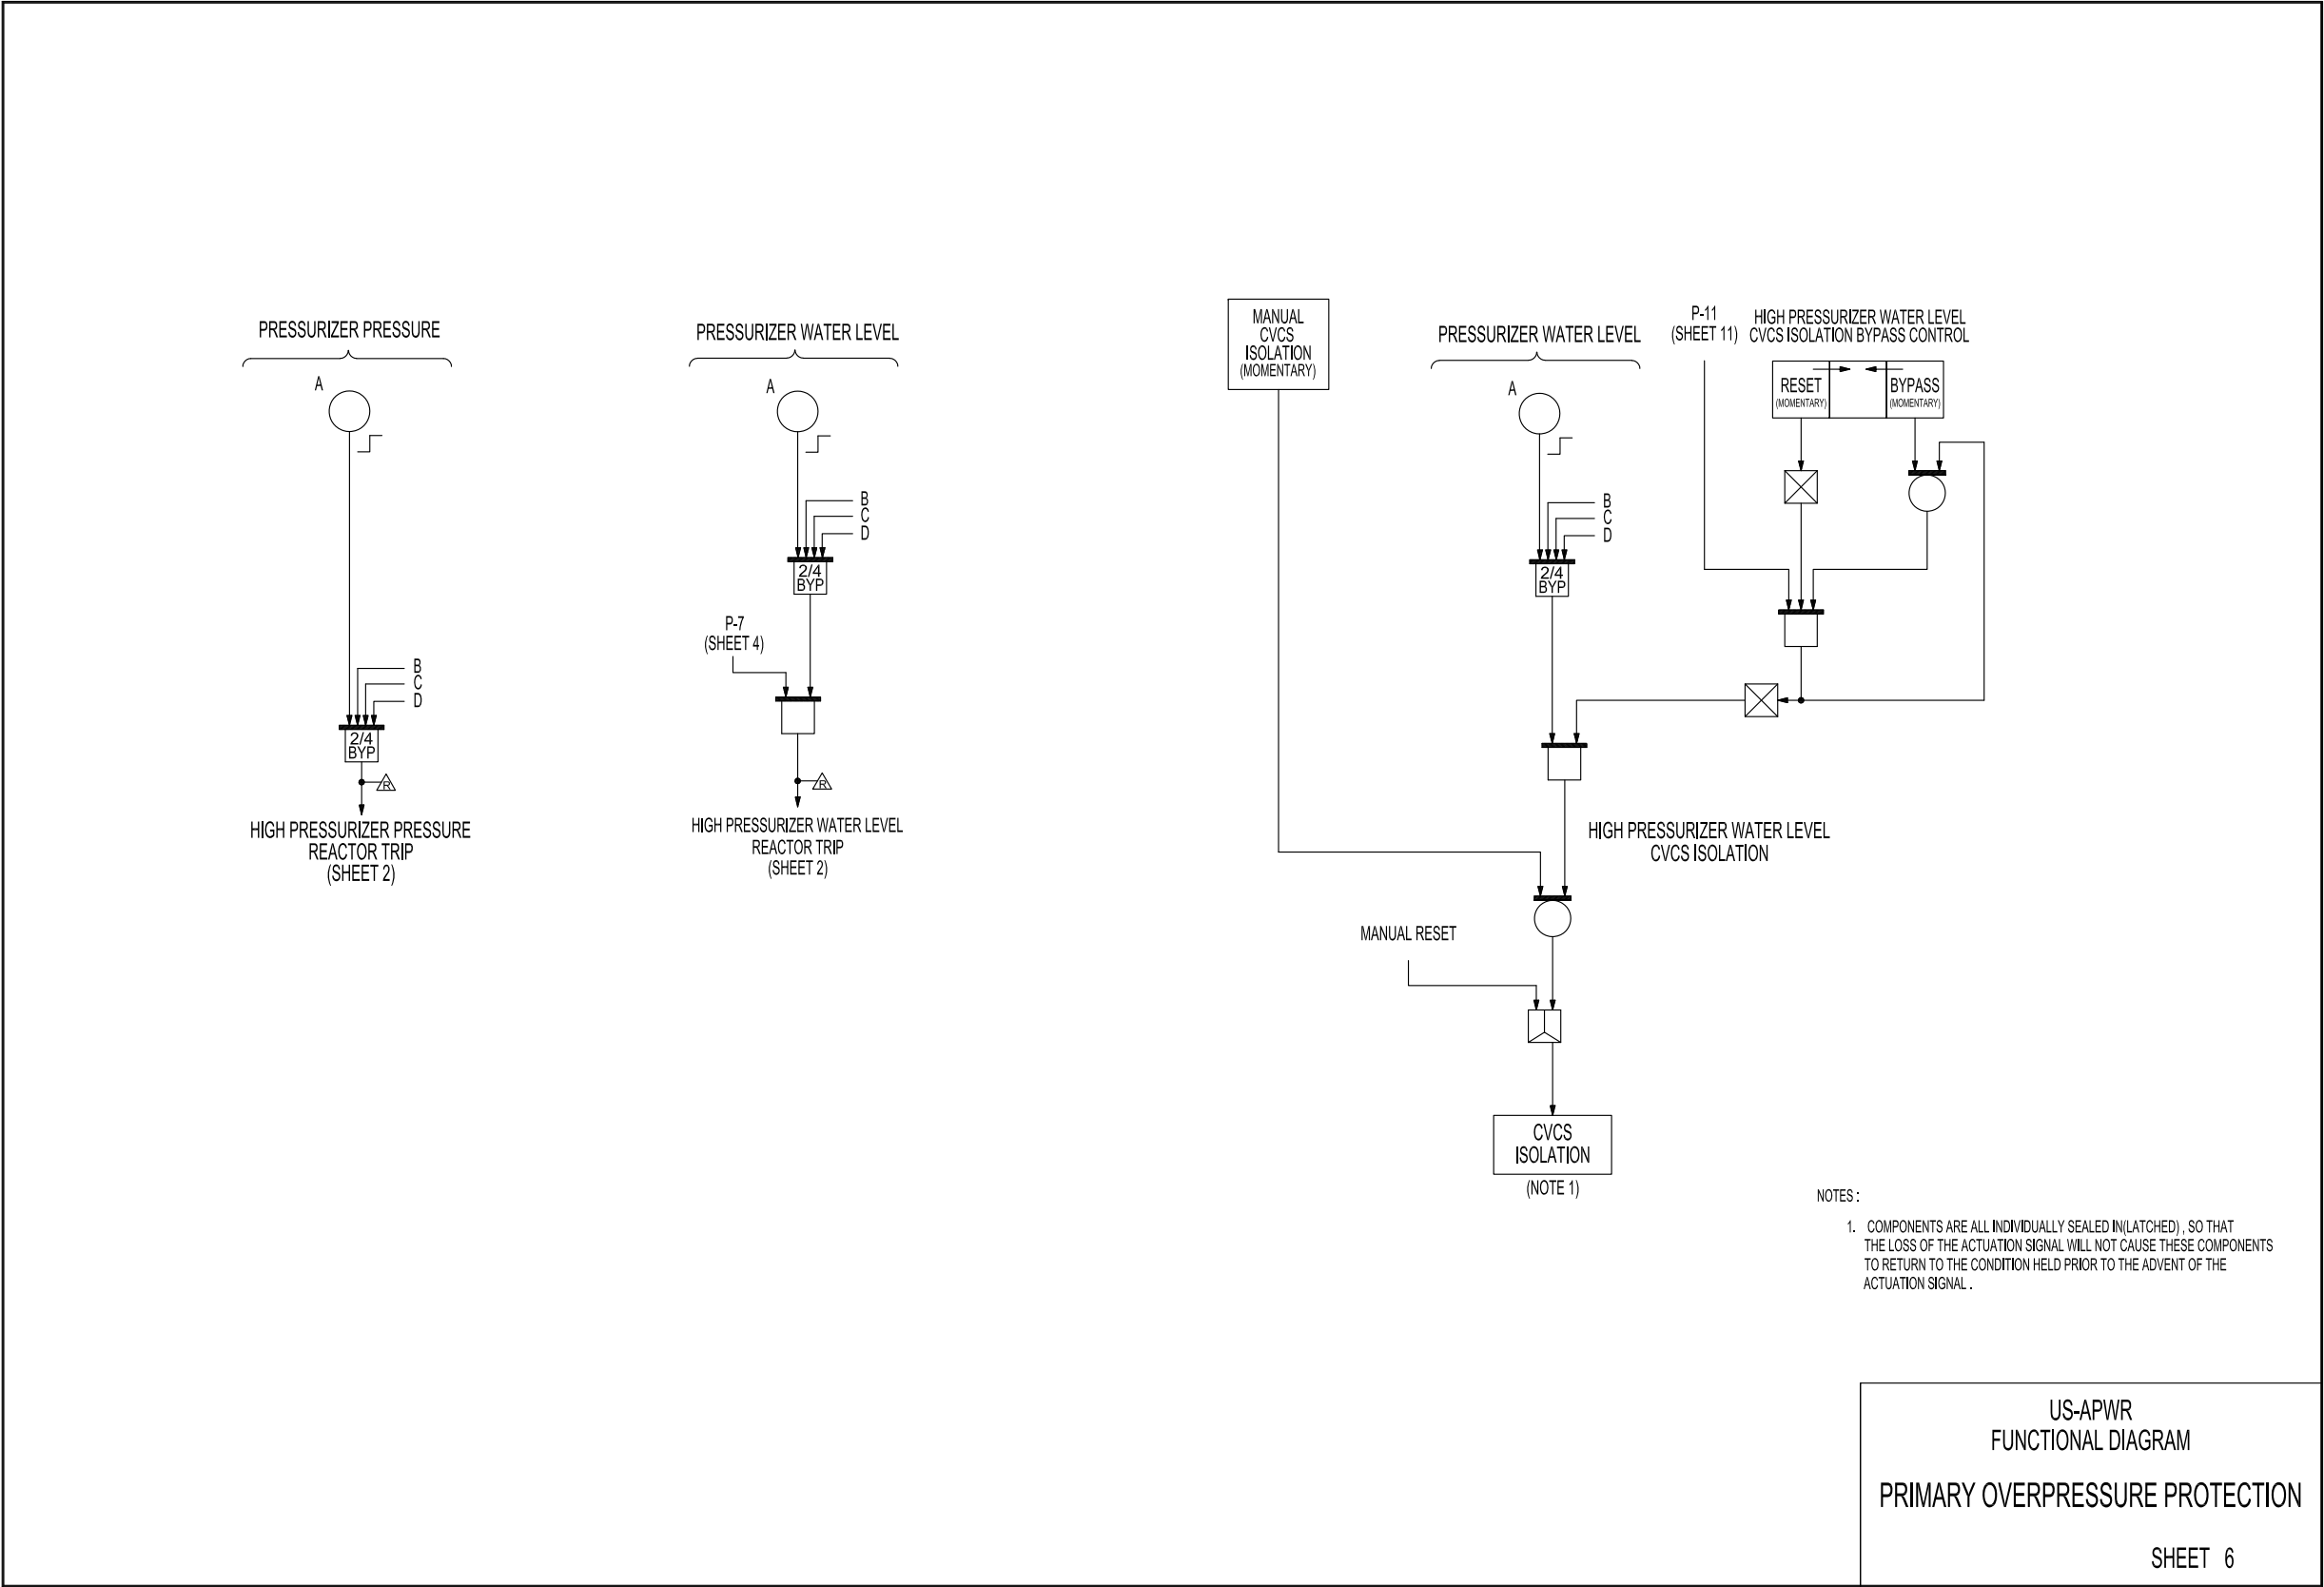 PRESSURIZER PRESSURE
A
B
C
D
2/4
BYP
R
HIGH PRESSURIZER PRESSURE
REACTOR TRIP
(SHEET 2)
PRESSURIZER WATER LEVEL
A
B
C
D
2/4
BYP
P-7
(SHEET 4)
R
HIGH PRESSURIZER WATER LEVEL
REACTOR TRIP
(SHEET 2)
MANUAL
CVCS
ISOLATION
(MOMENTARY)
PRESSURIZER WATER LEVEL
A
B
C
D
2/4
BYP
P-11
(SHEET 11)
HIGH PRESSURIZER WATER LEVEL
CVCS ISOLATION BYPASS CONTROL
RESET
(MOMENTARY)
BYPASS
(MOMENTARY)
HIGH PRESSURIZER WATER LEVEL
CVCS ISOLATION
MANUAL RESET
CVCS
ISOLATION
(NOTE 1)
NOTES :
1. COMPONENTS ARE ALL INDIVIDUALLY SEALED IN(LATCHED) , SO THAT
THE LOSS OF THE ACTUATION SIGNAL WILL NOT CAUSE THESE COMPONENTS
TO RETURN TO THE CONDITION HELD PRIOR TO THE ADVENT OF THE
ACTUATION SIGNAL .
US-APWR
FUNCTIONAL DIAGRAM
PRIMARY OVERPRESSURE PROTECTION
SHEET 6